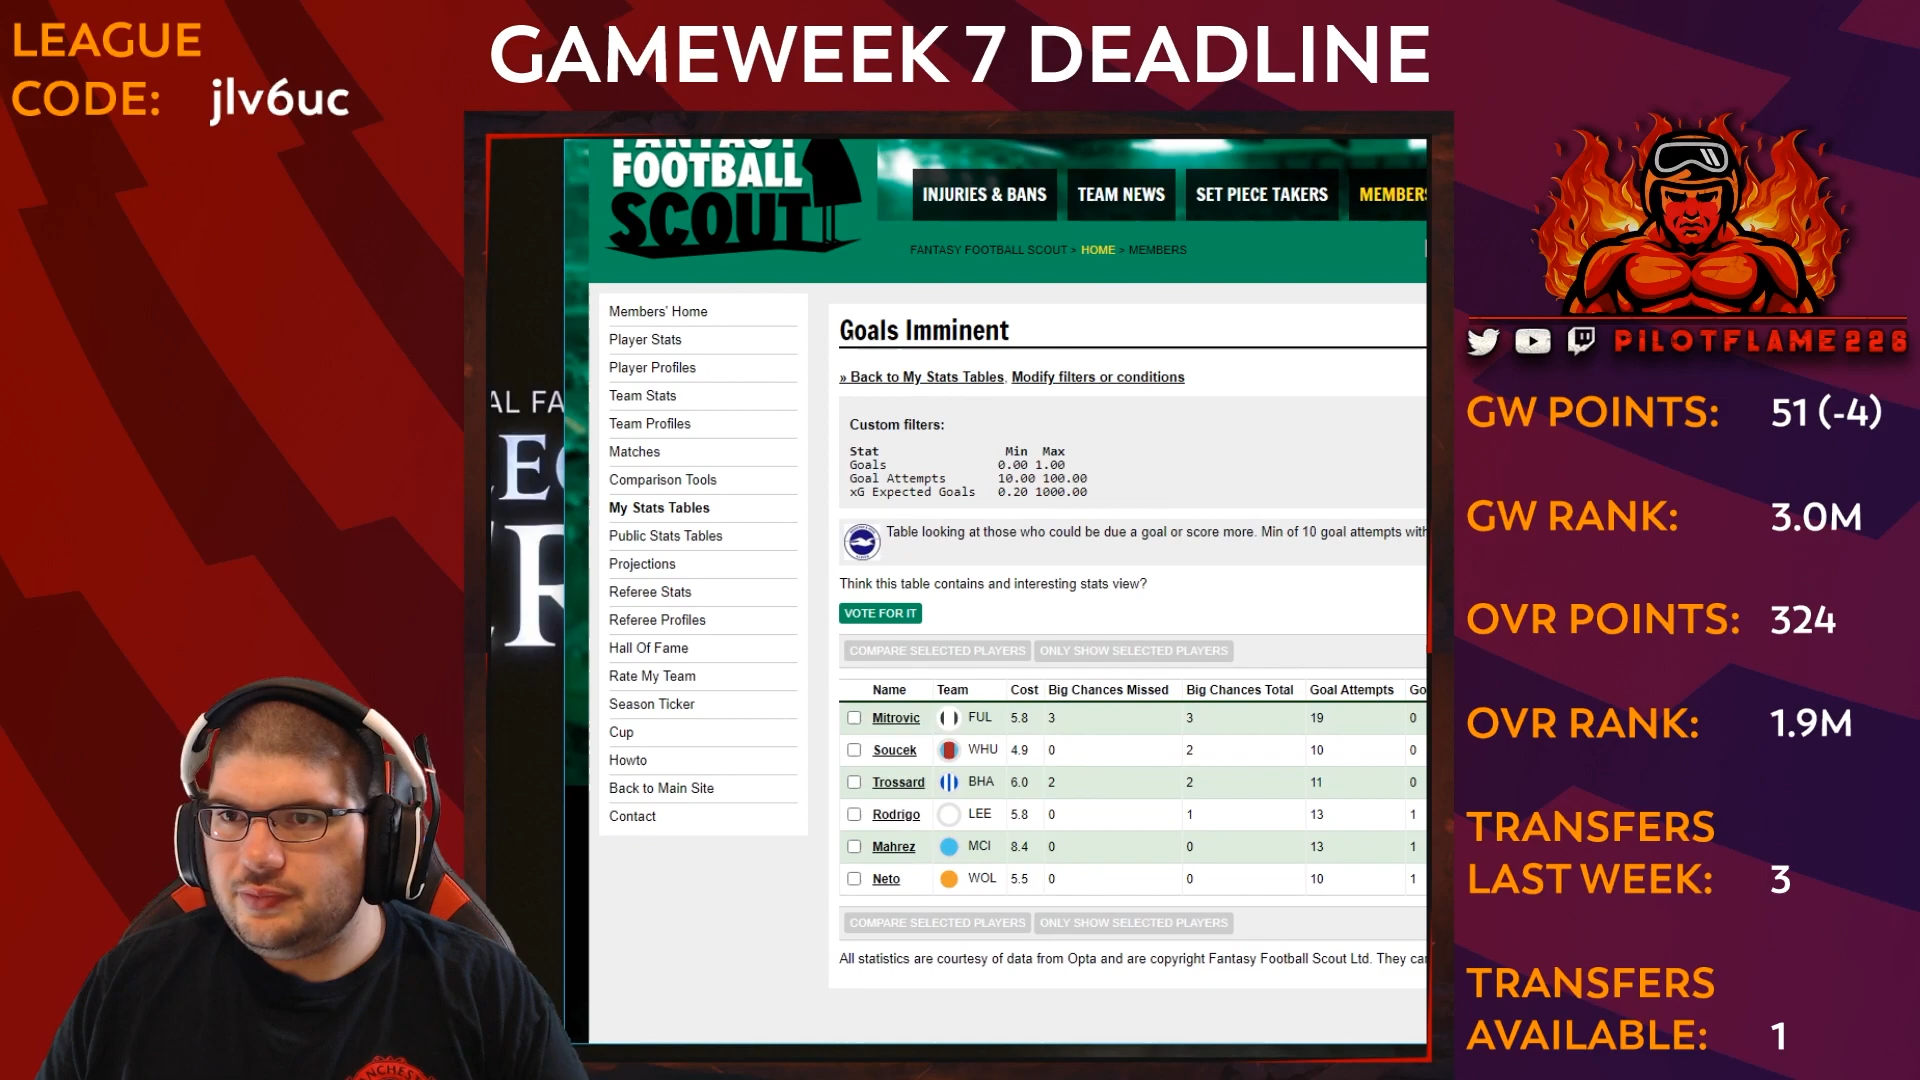 LEAGUE
CODE: jlv6uc
GAMEWEEK 7 DEADLINE
FOOTBALL
SCOUT
INJURIES & BANS TEAM NEWS SET PIECE TAKERS MEMBERS
FANTASY FOOTBALL SCOUT > HOME > MEMBERS
Members' Home
Player Stats
Player Profiles
Team Stats
Team Profiles
Matches
Comparison Tools
My Stats Tables
Public Stats Tables
Projections
Referee Stats
Referee Profiles
Hall Of Fame
Rate My Team
Season Ticker
Cup
Howto
Back to Main Site
Contact
Goals Imminent
» Back to My Stats Tables, Modify filters or conditions
Custom filters:
Stat Min Max
Goals 0.00 1.00
Goal Attempts 10.00 100.00
xG Expected Goals 0.20 1000.00
Table looking at those who could be due a goal or score more. Min of 10 goal attempts with
Think this table contains and interesting stats view?
VOTE FOR IT
COMPARE SELECTED PLAYERS ONLY SHOW SELECTED PLAYERS
Name Team Cost Big Chances Missed Big Chances Total Goal Attempts Go
Mitrovic FUL 5.8 3 3 19 0
Soucek WHU 4.9 0 2 10 0
Trossard BHA 6.0 2 2 11 0
Rodrigo LEE 5.8 0 1 13 1
Mahrez MCI 8.4 0 0 13 1
Neto WOL 5.5 0 0 10 1
COMPARE SELECTED PLAYERS ONLY SHOW SELECTED PLAYERS
All statistics are courtesy of data from Opta and are copyright Fantasy Football Scout Ltd. They ca
AL FA
PILOTFLAME226
GW POINTS: 51 (-4)
GW RANK: 3.0M
OVR POINTS: 324
OVR RANK: 1.9M
TRANSFERS
LAST WEEK: 3
TRANSFERS
AVAILABLE: 1